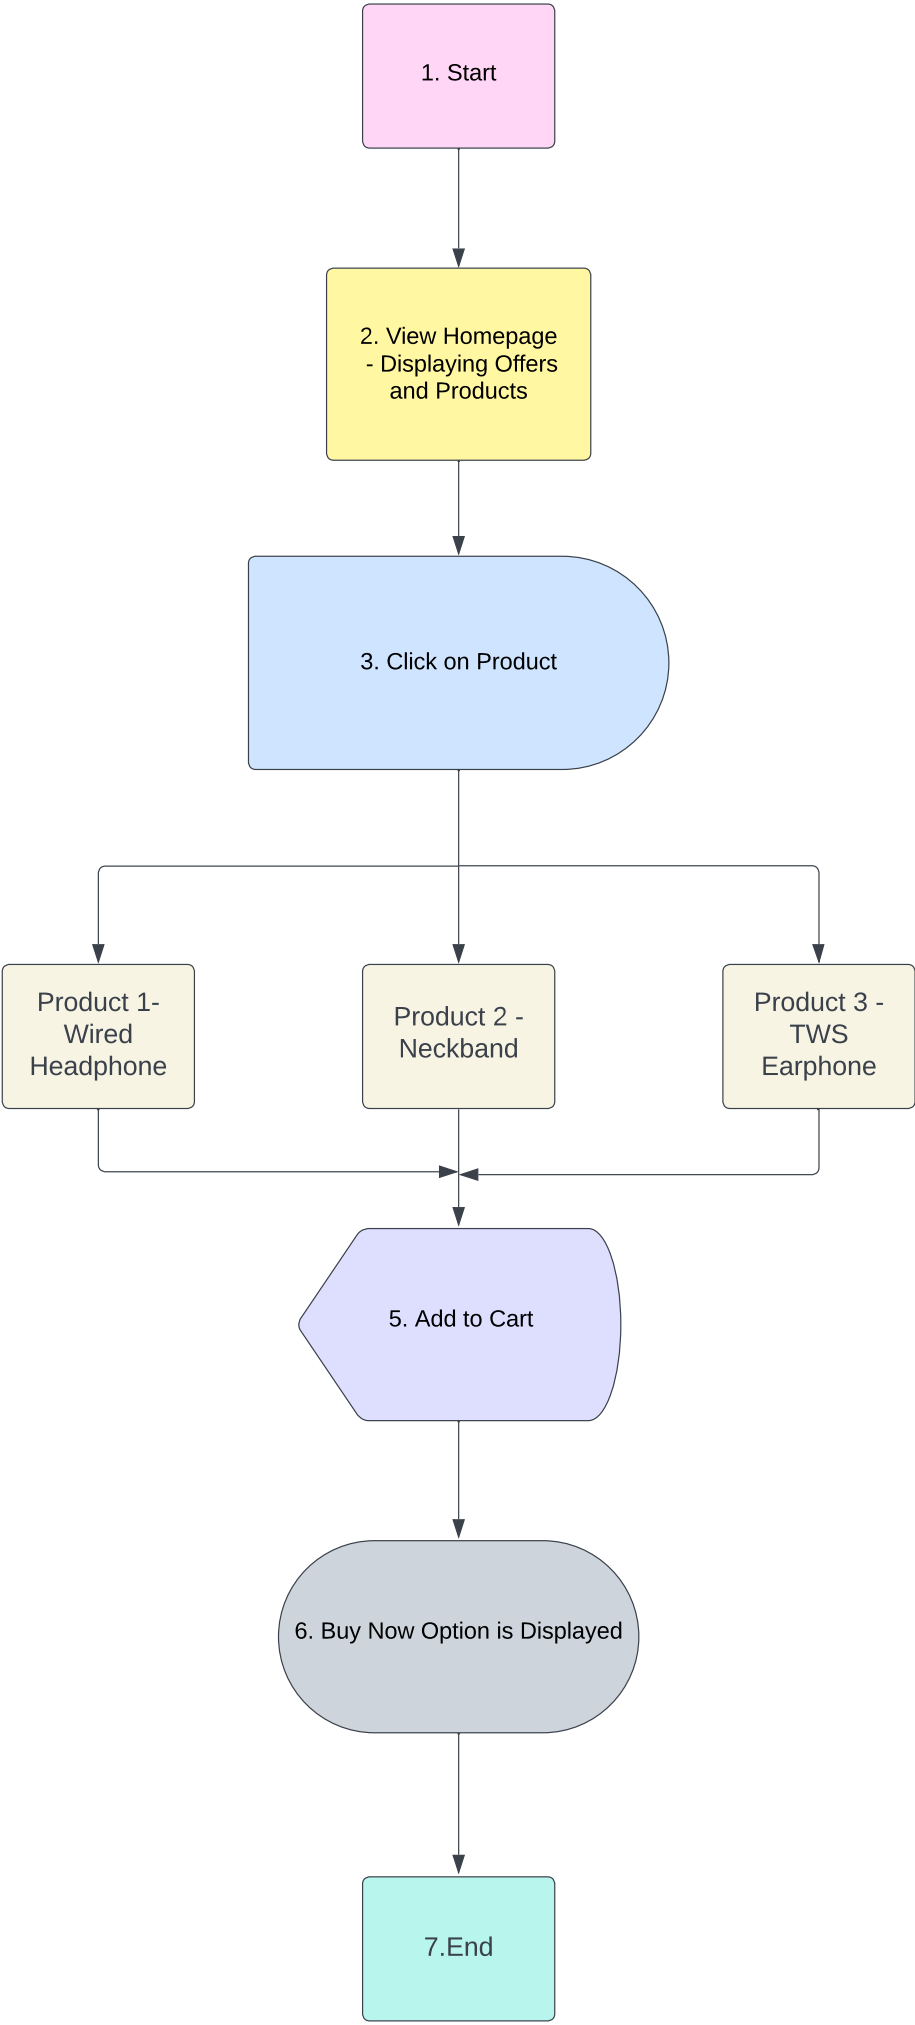 1. Start
2. View Homepage
- Displaying Offers
and Products
3. Click on Product
Product 1-
Wired
Headphone
Product 2 -
Neckband
Product 3 -
TWS
Earphone
5. Add to Cart
6. Buy Now Option is Displayed
7.End